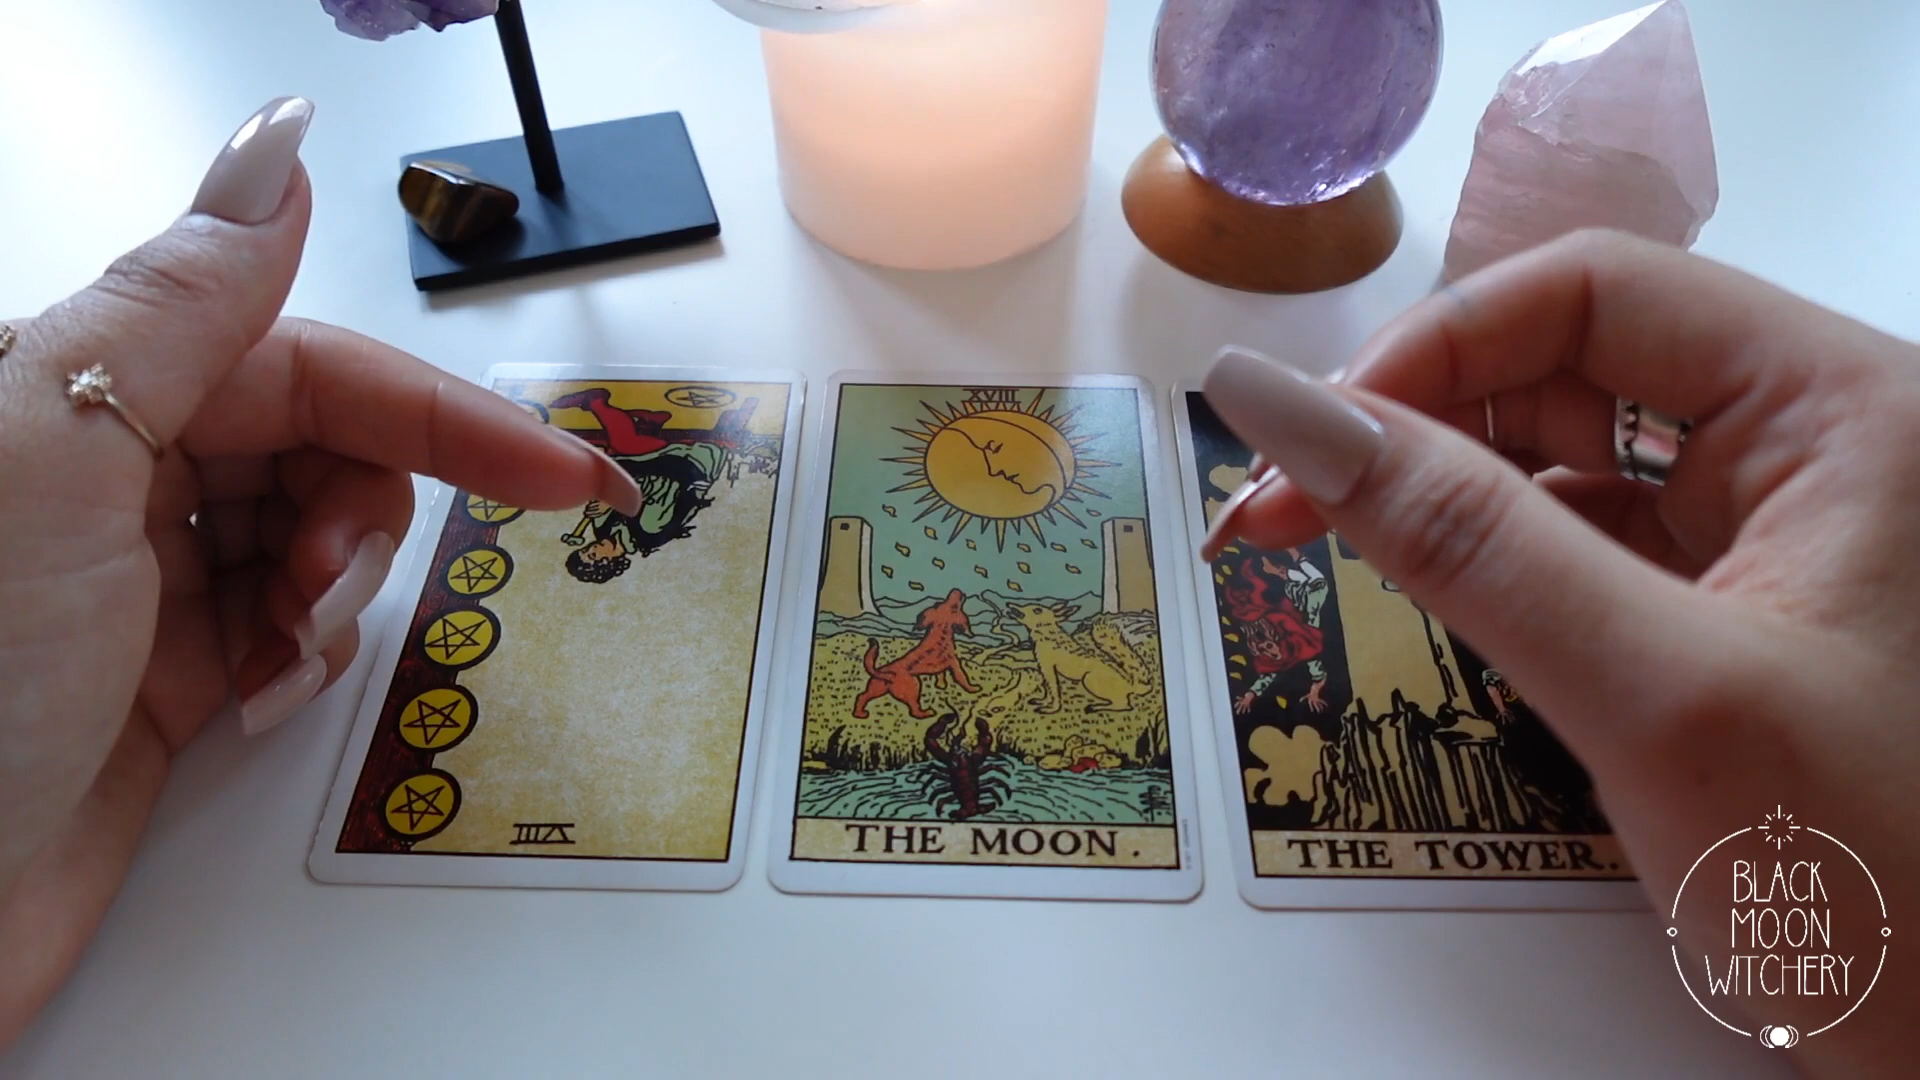 XVIII
VIII
THE MOON.
THE TOWER.
BLACK
MOON
WITCHERY